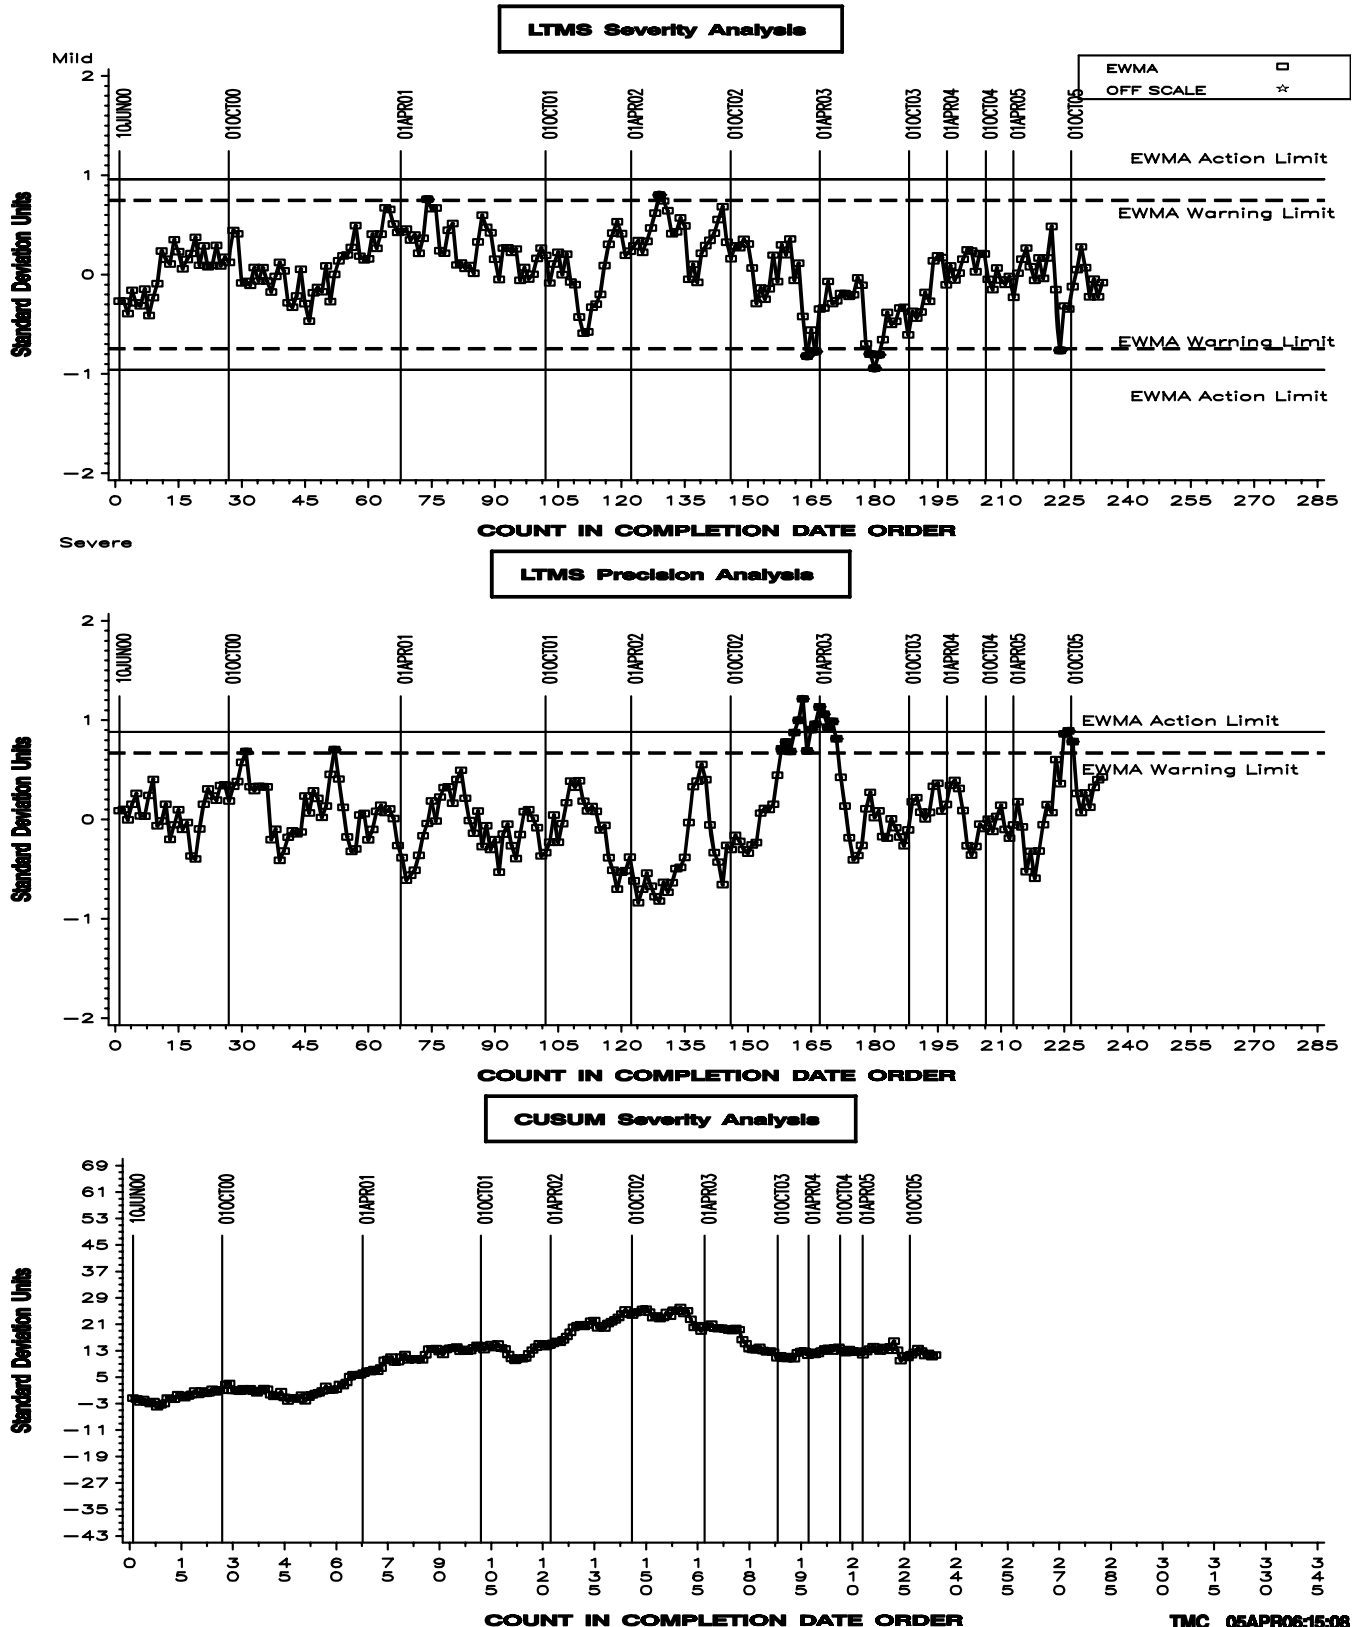 LTMS Severity Analysis
Mild
EWMA
OFF SCALE
2
1
0
-1
-2
Standard Deviation Units
10JUN00 01OCT00 01APR01 01OCT01 01APR02 01OCT02 01APR03 01OCT03 01APR04 01OCT04 01APR05 01OCT05
EWMA Action Limit
EWMA Warning Limit
EWMA Warning Limit
EWMA Action Limit
0 15 30 45 60 75 90 105 120 135 150 165 180 195 210 225 240 255 270 285
COUNT IN COMPLETION DATE ORDER
Severe
LTMS Precision Analysis
2
1
0
-1
-2
Standard Deviation Units
10JUN00 01OCT00 01APR01 01OCT01 01APR02 01OCT02 01APR03 01OCT03 01APR04 01OCT04 01APR05 01OCT05
EWMA Action Limit
EWMA Warning Limit
0 15 30 45 60 75 90 105 120 135 150 165 180 195 210 225 240 255 270 285
COUNT IN COMPLETION DATE ORDER
CUSUM Severity Analysis
69
61
53
45
37
29
21
13
5
-3
-11
-19
-27
-35
-43
Standard Deviation Units
10JUN00 01OCT00 01APR01 01OCT01 01APR02 01OCT02 01APR03 01OCT03 01APR04 01OCT04 01APR05 01OCT05
0 15 30 45 60 75 90 105 120 135 150 165 180 195 210 225 240 255 270 285 300 315 330 345
COUNT IN COMPLETION DATE ORDER
TMC 05APR06:15:08